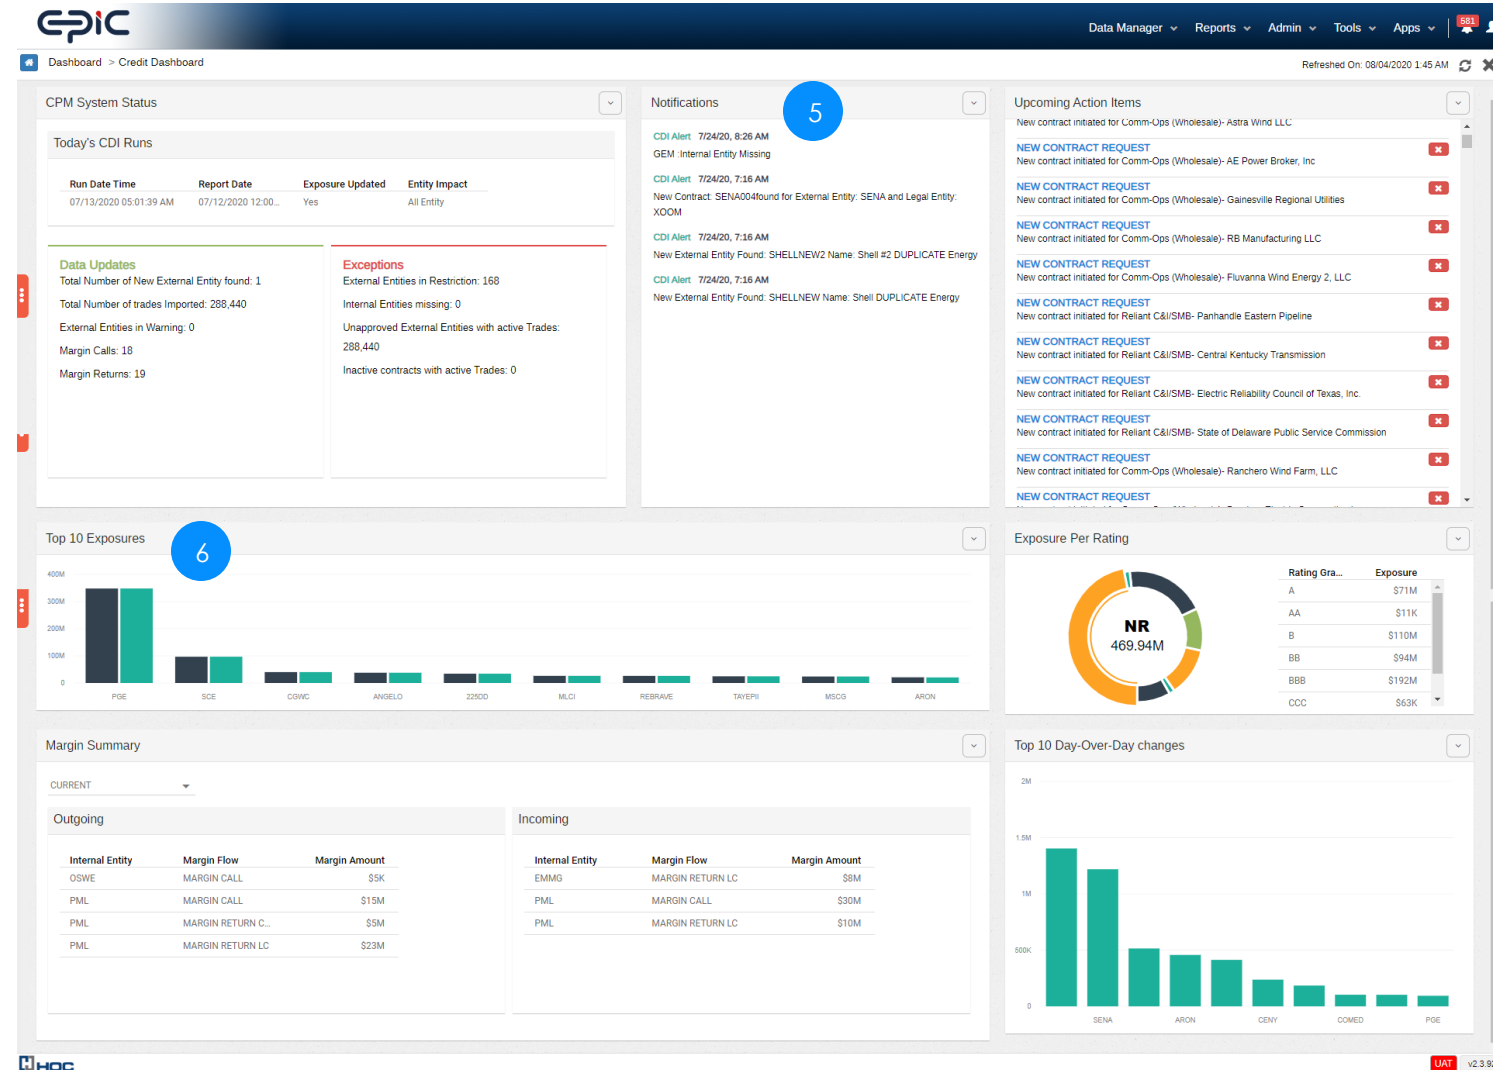 epic
Data Manager
Reports
Admin
Tools
Apps
581
Dashboard > Credit Dashboard
Refreshed On: 08/04/2020 1:45 AM
CPM System Status
Today's CDI Runs
Run Date Time Report Date Exposure Updated Entity Impact
07/13/2020 05:01:39 AM 07/12/2020 12:00... Yes All Entity
Data Updates
Total Number of New External Entity found: 1
Total Number of trades Imported: 288,440
External Entities in Warning: 0
Margin Calls: 18
Margin Returns: 19
Exceptions
External Entities in Restriction: 168
Internal Entities missing: 0
Unapproved External Entities with active Trades:
288,440
Inactive contracts with active Trades: 0
Notifications
5
CDI Alert 7/24/20, 8:26 AM
GEM :Internal Entity Missing
CDI Alert 7/24/20, 7:16 AM
New Contract: SENA004found for External Entity: SENA and Legal Entity:
XOOM
CDI Alert 7/24/20, 7:16 AM
New External Entity Found: SHELLNEW2 Name: Shell #2 DUPLICATE Energy
CDI Alert 7/24/20, 7:16 AM
New External Entity Found: SHELLNEW Name: Shell DUPLICATE Energy
Upcoming Action Items
New contract initiated for Comm-Ops (Wholesale)- Astra Wind LLC
NEW CONTRACT REQUEST
New contract initiated for Comm-Ops (Wholesale)- AE Power Broker, Inc
NEW CONTRACT REQUEST
New contract initiated for Comm-Ops (Wholesale)- Gainesville Regional Utilities
NEW CONTRACT REQUEST
New contract initiated for Comm-Ops (Wholesale)- RB Manufacturing LLC
NEW CONTRACT REQUEST
New contract initiated for Comm-Ops (Wholesale)- Fluvanna Wind Energy 2, LLC
NEW CONTRACT REQUEST
New contract initiated for Reliant C&I/SMB- Panhandle Eastern Pipeline
NEW CONTRACT REQUEST
New contract initiated for Reliant C&I/SMB- Central Kentucky Transmission
NEW CONTRACT REQUEST
New contract initiated for Reliant C&I/SMB- Electric Reliability Council of Texas, Inc.
NEW CONTRACT REQUEST
New contract initiated for Reliant C&I/SMB- State of Delaware Public Service Commission
NEW CONTRACT REQUEST
New contract initiated for Comm-Ops (Wholesale)- Ranchero Wind Farm, LLC
NEW CONTRACT REQUEST
Top 10 Exposures
6
400M
300M
200M
100M
0
PGE SCE CGWC ANGELO 225DD MLCI REBRAVE TAYEPII MSCG ARON
Exposure Per Rating
NR
469.94M
Rating Gra... Exposure
A $71M
AA $11K
B $110M
BB $94M
BBB $192M
CCC $63K
Margin Summary
CURRENT
Outgoing
Internal Entity Margin Flow Margin Amount
OSWE MARGIN CALL $5K
PML MARGIN CALL $15M
PML MARGIN RETURN C... $5M
PML MARGIN RETURN LC $23M
Incoming
Internal Entity Margin Flow Margin Amount
EMMG MARGIN RETURN LC $8M
PML MARGIN CALL $30M
PML MARGIN RETURN LC $10M
Top 10 Day-Over-Day changes
2M
1.5M
1M
500K
0
SENA ARON CENY COMED PGE
UAT